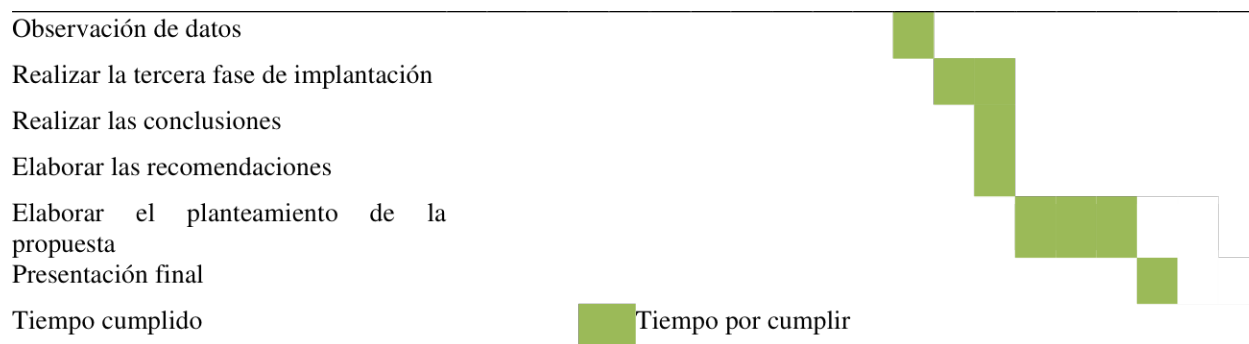 Observación de datos
Realizar la tercera fase de implantación
Realizar las conclusiones
Elaborar las recomendaciones
Elaborar el planteamiento de la
propuesta
Presentación final
Tiempo cumplido Tiempo por cumplir